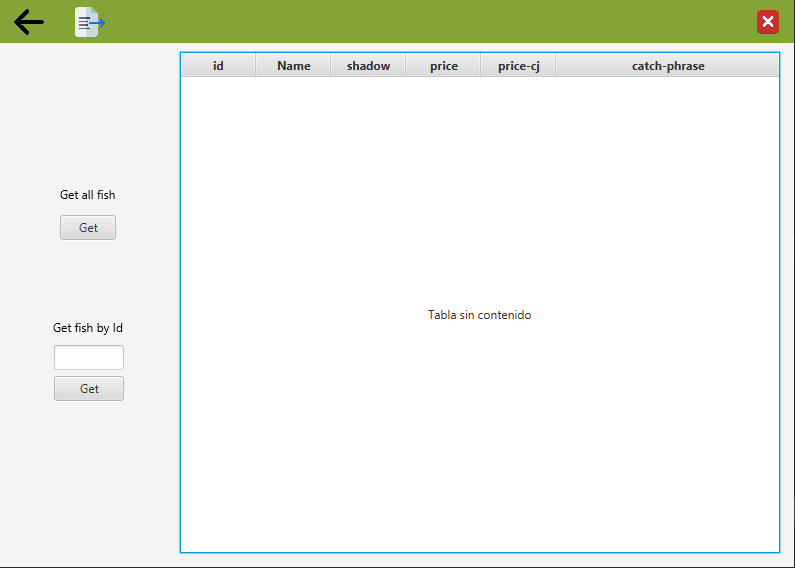 id Name shadow price price-cj catch-phrase
Get all fish
Get
Get fish by Id
Get
Tabla sin contenido